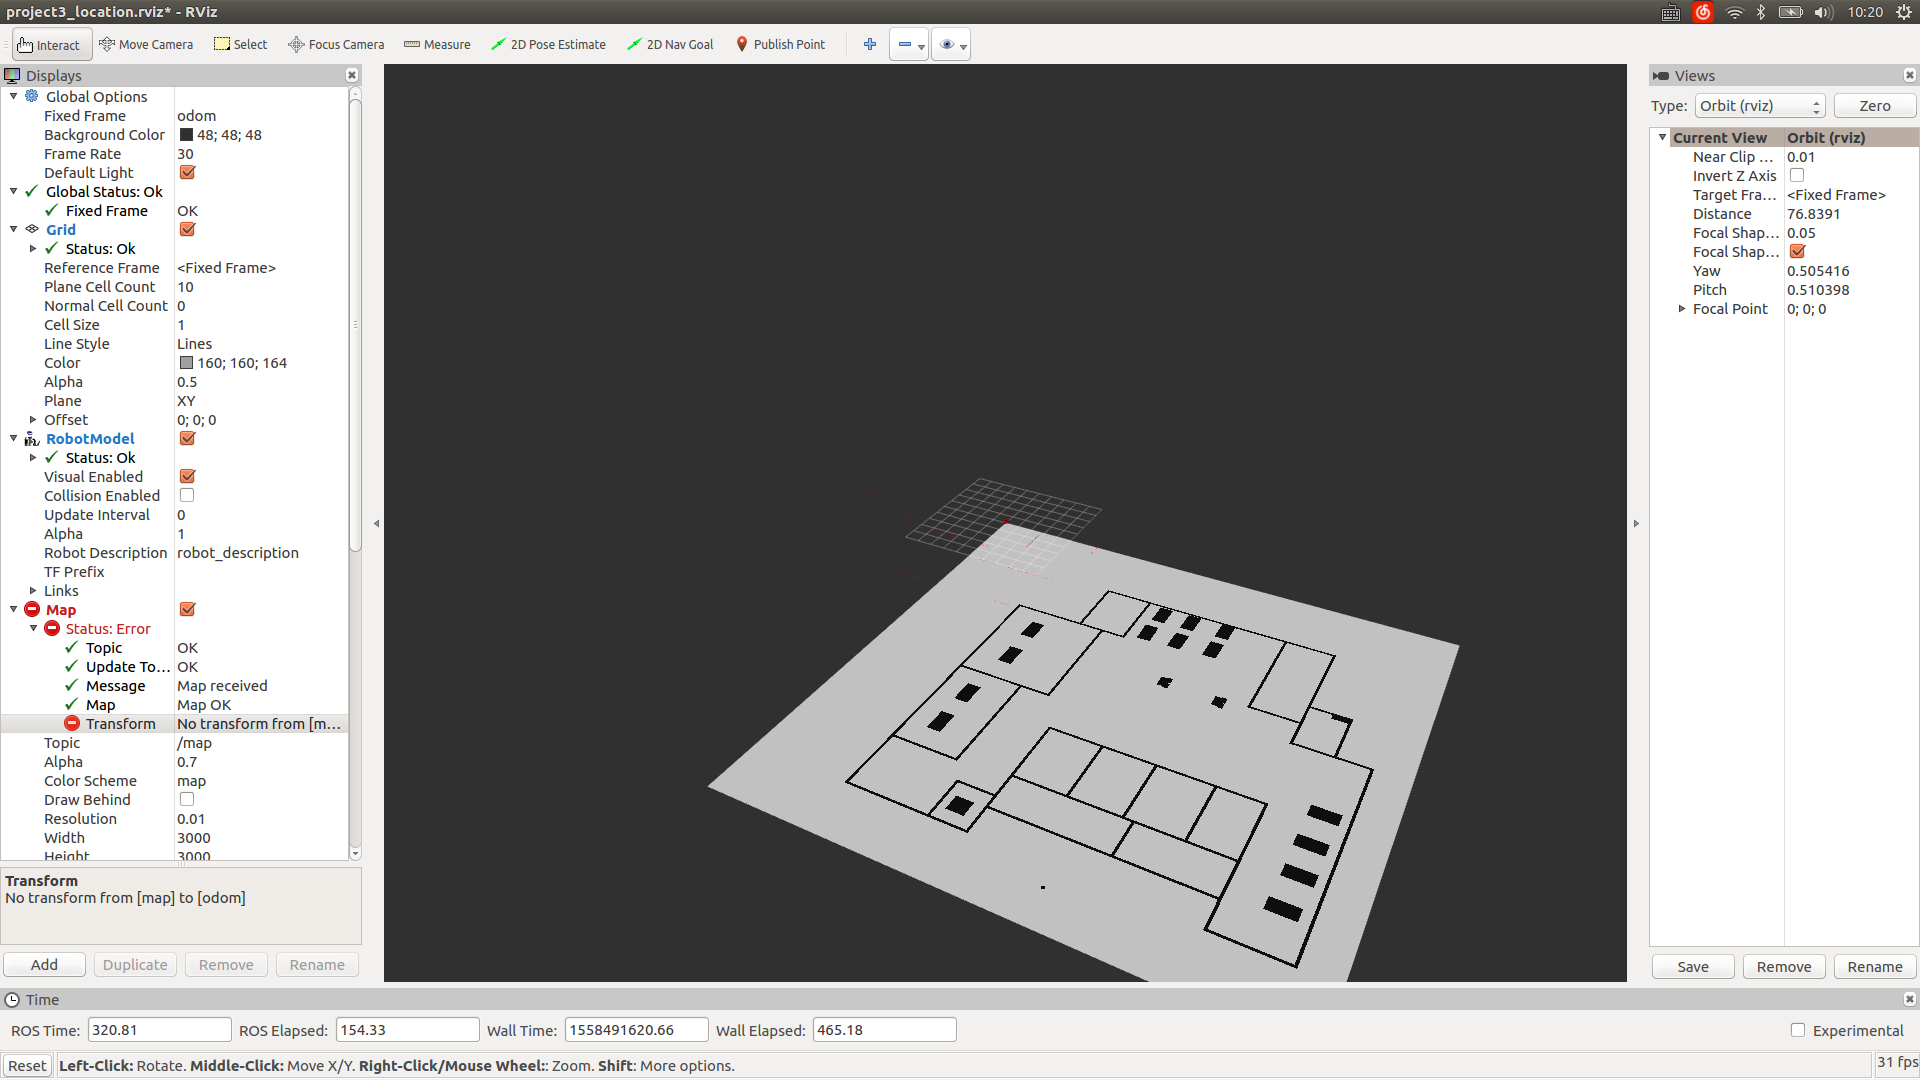 project3_location.rviz* - RViz
10:20
Interact Move Camera Select Focus Camera Measure 2D Pose Estimate 2D Nav Goal Publish Point
Displays
Global Options
Fixed Frame odom
Background Color 48; 48; 48
Frame Rate 30
Default Light
Global Status: Ok
Fixed Frame OK
Grid
Status: Ok
Reference Frame <Fixed Frame>
Plane Cell Count 10
Normal Cell Count 0
Cell Size 1
Line Style Lines
Color 160; 160; 164
Alpha 0.5
Plane XY
Offset 0; 0; 0
RobotModel
Status: Ok
Visual Enabled
Collision Enabled
Update Interval 0
Alpha 1
Robot Description robot_description
TF Prefix
Links
Map
Status: Error
Topic OK
Update To... OK
Message Map received
Map Map OK
Transform No transform from [m...
Topic /map
Alpha 0.7
Color Scheme map
Draw Behind
Resolution 0.01
Width 3000
Height 3000
Transform
No transform from [map] to [odom]
Add Duplicate Remove Rename
Views
Type: Orbit (rviz) Zero
Current View Orbit (rviz)
Near Clip ... 0.01
Invert Z Axis
Target Fra... <Fixed Frame>
Distance 76.8391
Focal Shap... 0.05
Focal Shap...
Yaw 0.505416
Pitch 0.510398
Focal Point 0; 0; 0
Save Remove Rename
Time
ROS Time: 320.81 ROS Elapsed: 154.33 Wall Time: 1558491620.66 Wall Elapsed: 465.18 Experimental
Reset Left-Click: Rotate. Middle-Click: Move X/Y. Right-Click/Mouse Wheel:: Zoom. Shift: More options. 31 fps